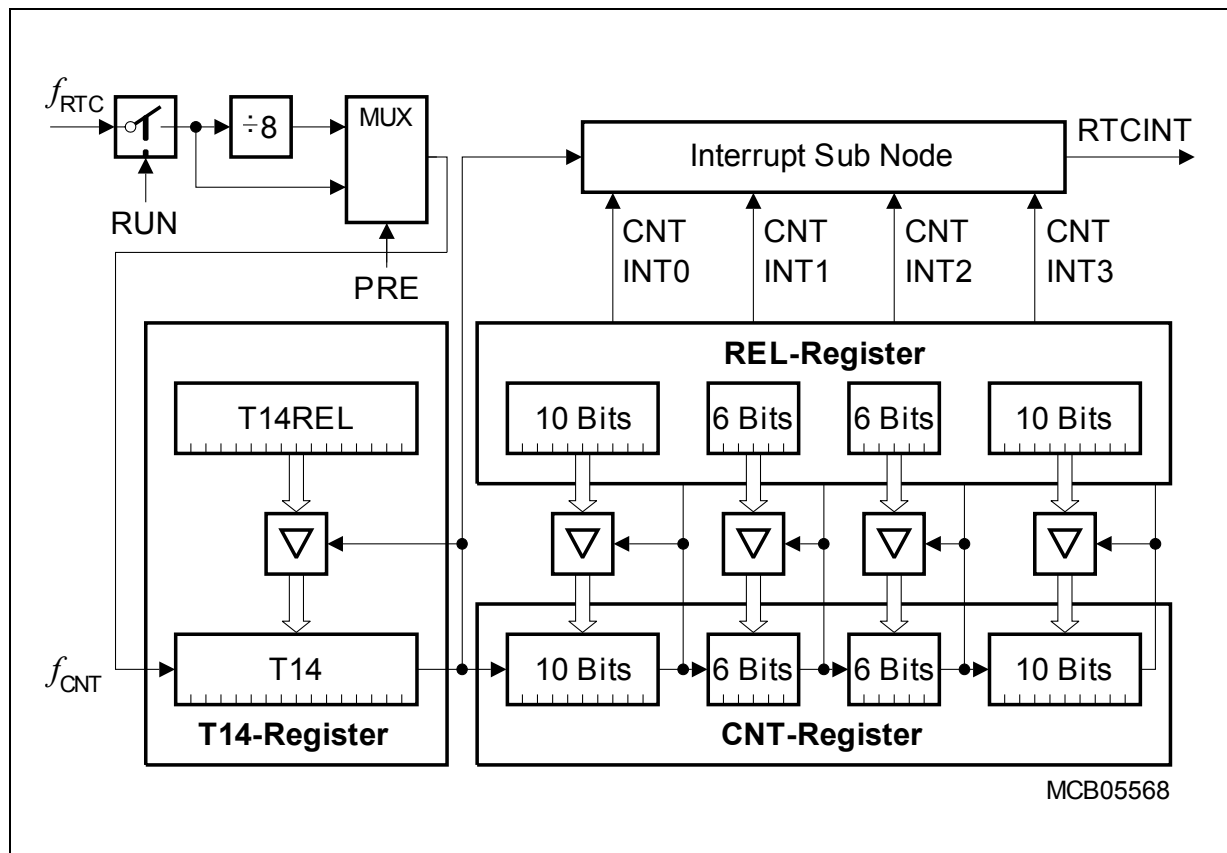 fRTC
÷8
MUX
RUN
PRE
Interrupt Sub Node
RTCINT
CNT
INT0
CNT
INT1
CNT
INT2
CNT
INT3
REL-Register
T14REL
10 Bits
6 Bits
6 Bits
10 Bits
fCNT
T14
T14-Register
10 Bits
6 Bits
6 Bits
10 Bits
CNT-Register
MCB05568